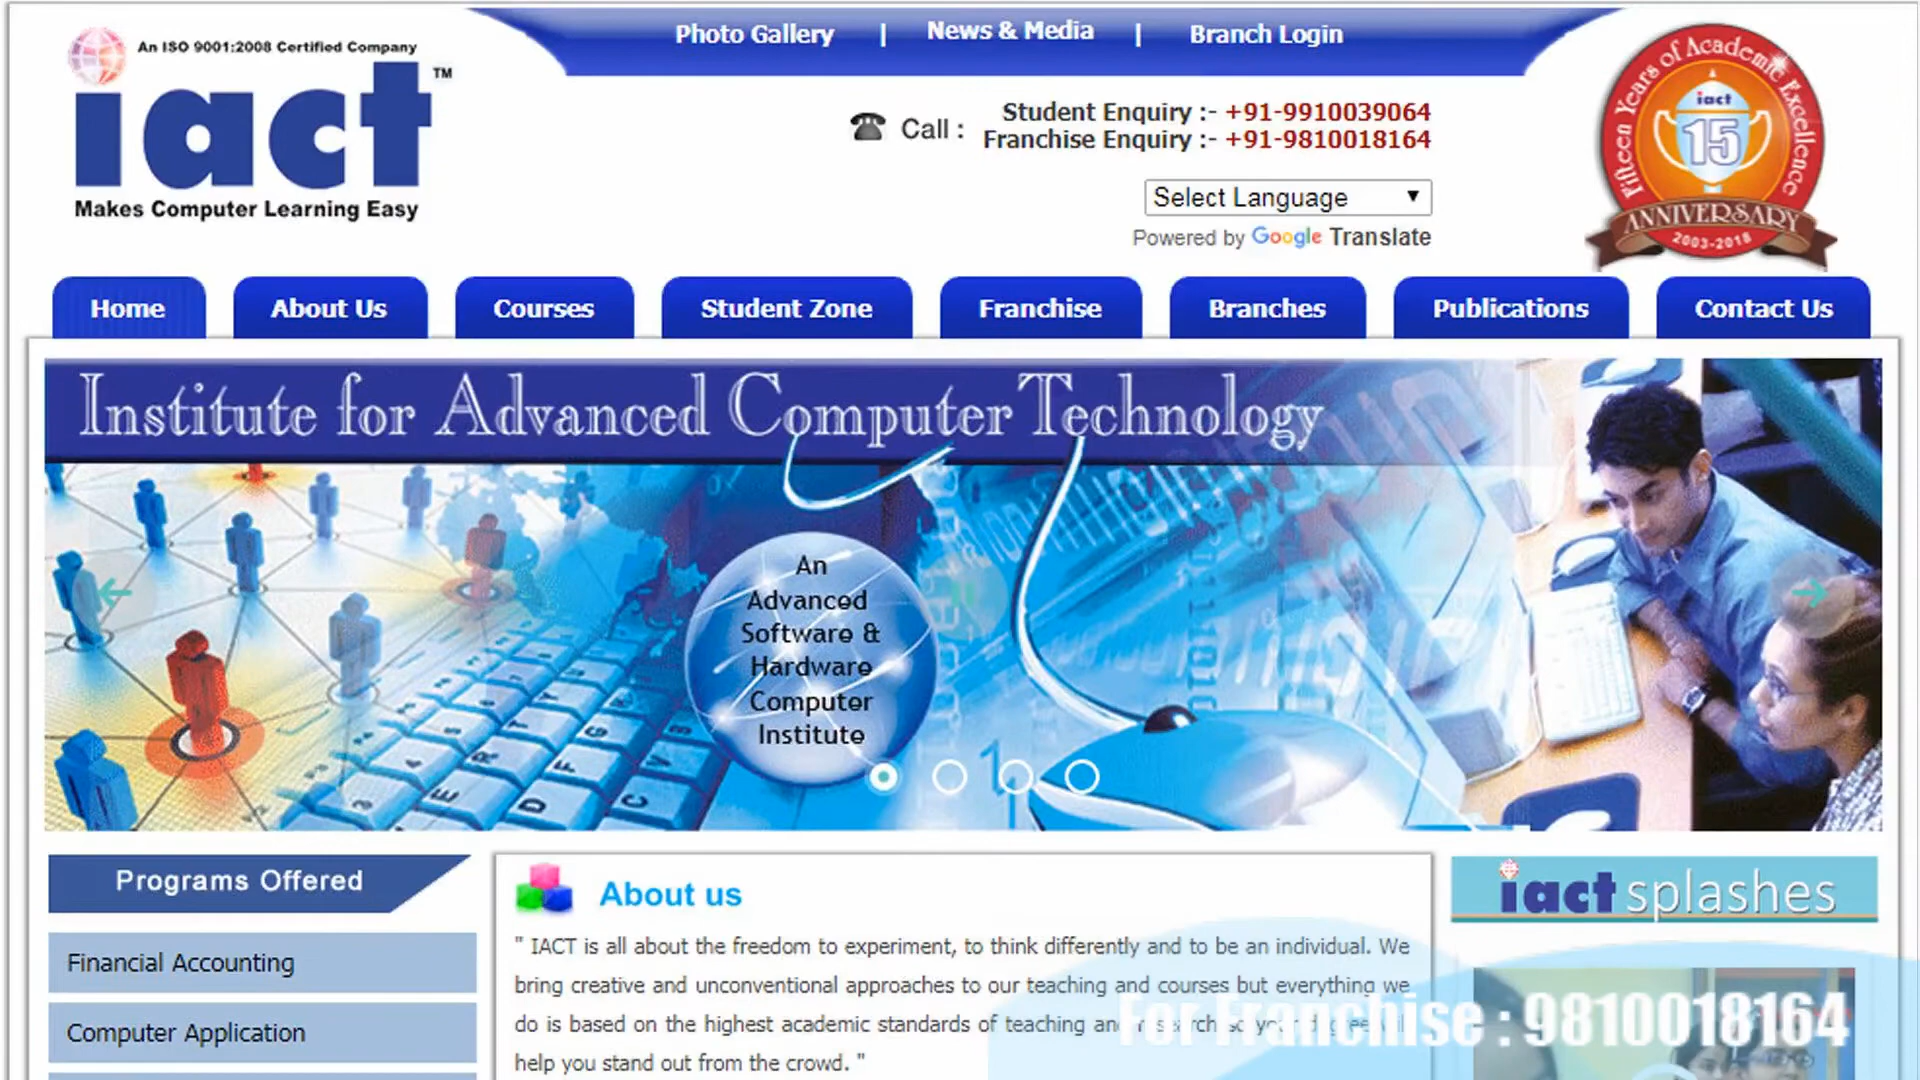 Photo Gallery | News & Media | Branch Login
An ISO 9001:2008 Certified Company
iact TM
Makes Computer Learning Easy
Call :
Student Enquiry :- +91-9910039064
Franchise Enquiry :- +91-9810018164
Select Language
Powered by Google Translate
Fifteen Years of Academic Excellence
iact
15
ANNIVERSARY
2003-2018
Home
About Us
Courses
Student Zone
Franchise
Branches
Publications
Contact Us
Institute for Advanced Computer Technology
An
Advanced
Software &
Hardware
Computer
Institute
Programs Offered
Financial Accounting
Computer Application
About us
" IACT is all about the freedom to experiment, to think differently and to be an individual. We
bring creative and unconventional approaches to our teaching and courses but everything we
do is based on the highest academic standards of teaching and research so your degree will
help you stand out from the crowd. "
iact splashes
For Franchise : 9810018164